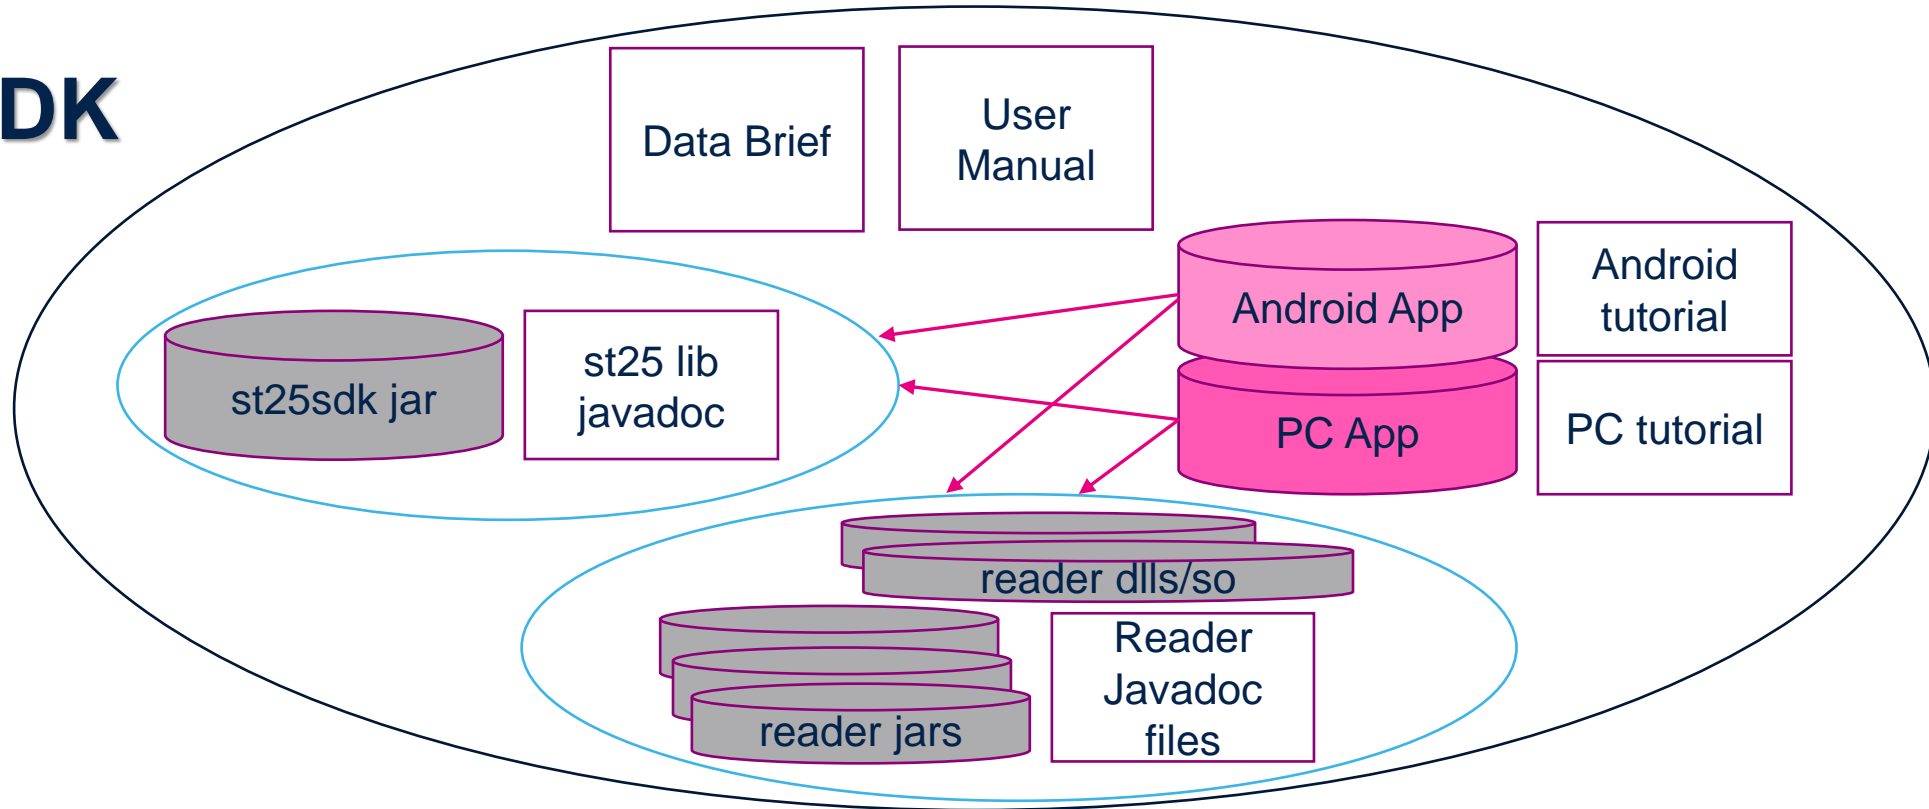 DK
Data Brief
User
Manual
Android App
Android
tutorial
st25sdk jar
st25 lib
javadoc
PC App
PC tutorial
reader dlls/so
reader jars
Reader
Javadoc
files